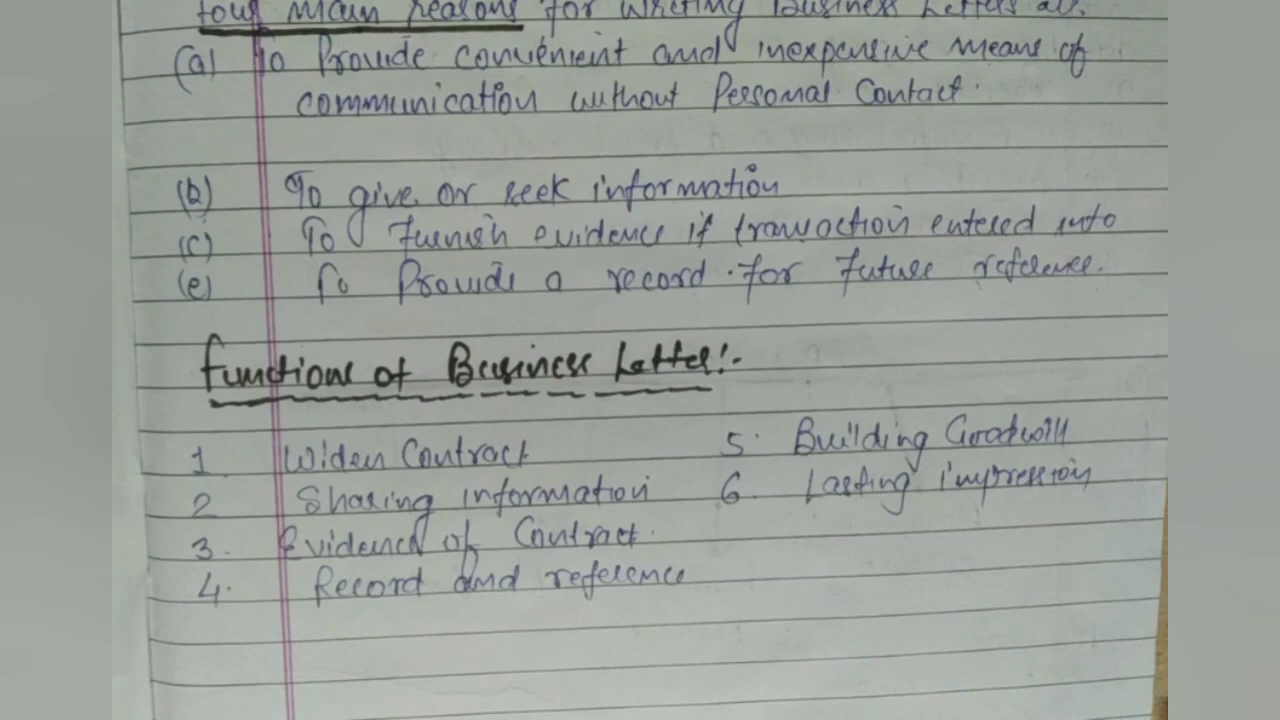 four main reasons for writing Business Letters are.
(a) To Provide convenient and inexpensive means of
communication without Personal Contact.
(b) To give or seek information
(c) To furnish evidence if transaction entered into
(e) To Provide a record for future reference.
Functions of Business Letter:-
1 Widen Contract
2 Sharing information
3. Evidence of Contract.
4. Record and reference
5. Building Goodwill
6. Lasting impression